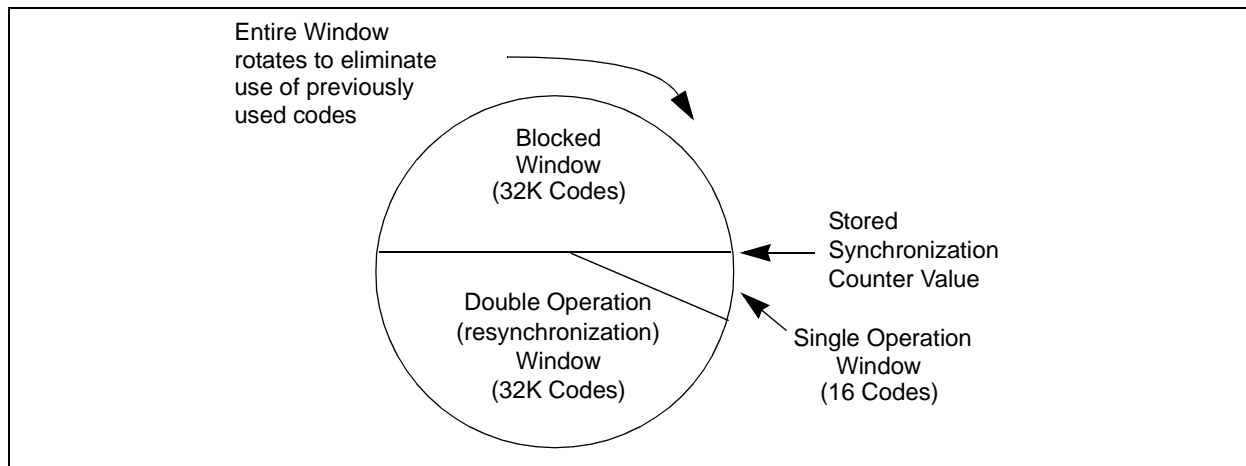 Entire Window
rotates to eliminate
use of previously
used codes
Blocked
Window
(32K Codes)
Stored
Synchronization
Counter Value
Double Operation
(resynchronization)
Window
(32K Codes)
Single Operation
Window
(16 Codes)